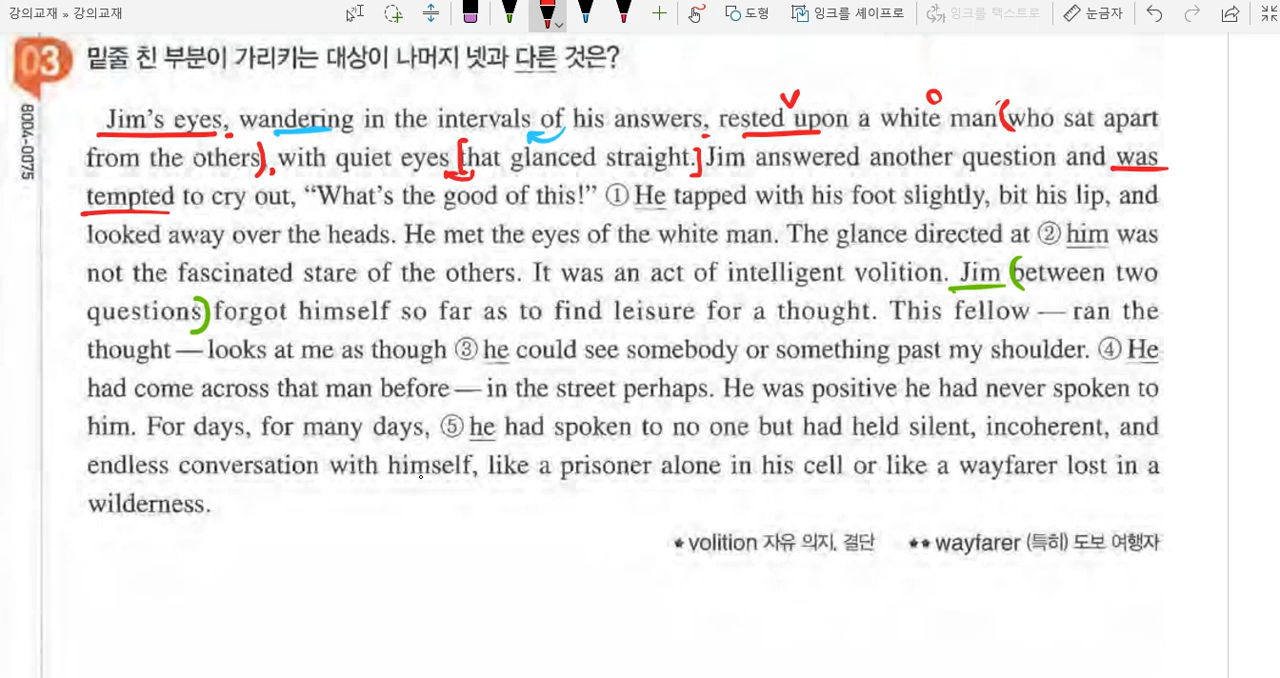 강의교재 » 강의교재
도형 잉크를 셰이프로 잉크를 텍스트로 눈금자
03 밑줄 친 부분이 가리키는 대상이 나머지 넷과 다른 것은?
8004-0075
Jim's eyes, wandering in the intervals of his answers, rested upon a white man who sat apart
from the others, with quiet eyes that glanced straight. Jim answered another question and was
tempted to cry out, “What's the good of this!” ① He tapped with his foot slightly, bit his lip, and
looked away over the heads. He met the eyes of the white man. The glance directed at ② him was
not the fascinated stare of the others. It was an act of intelligent volition. Jim between two
questions forgot himself so far as to find leisure for a thought. This fellow — ran the
thought — looks at me as though ③ he could see somebody or something past my shoulder. ④ He
had come across that man before — in the street perhaps. He was positive he had never spoken to
him. For days, for many days, ⑤ he had spoken to no one but had held silent, incoherent, and
endless conversation with himself, like a prisoner alone in his cell or like a wayfarer lost in a
wilderness.
* volition 자유 의지, 결단 ** wayfarer (특히) 도보 여행자